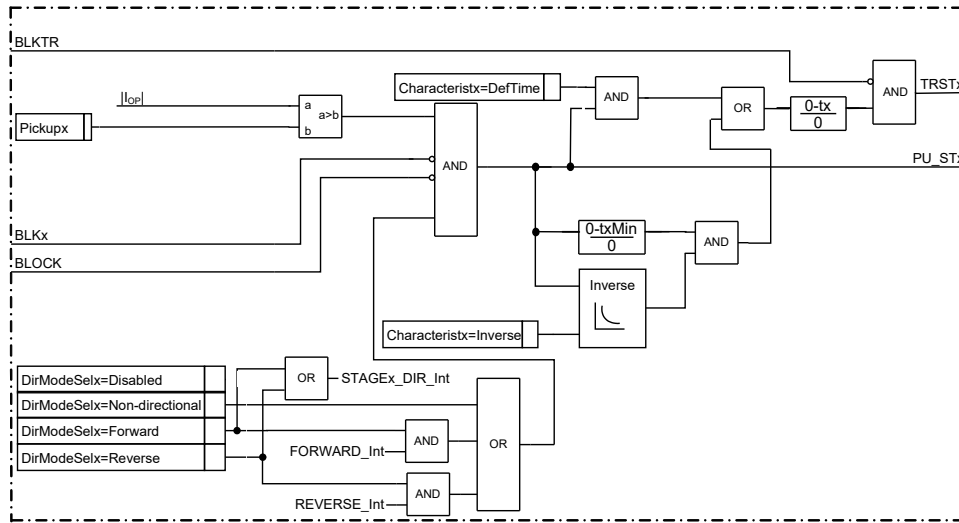 BLKTR
|IOP|
Pickupx
a
a>b
b
Characteristx=DefTime
AND
OR
0-tx
0
AND
TRSTx
AND
PU_STx
BLKx
BLOCK
0-txMin
0
AND
Inverse
Characteristx=Inverse
DirModeSelx=Disabled
OR
STAGEx_DIR_Int
DirModeSelx=Non-directional
DirModeSelx=Forward
AND
FORWARD_Int
OR
DirModeSelx=Reverse
AND
REVERSE_Int